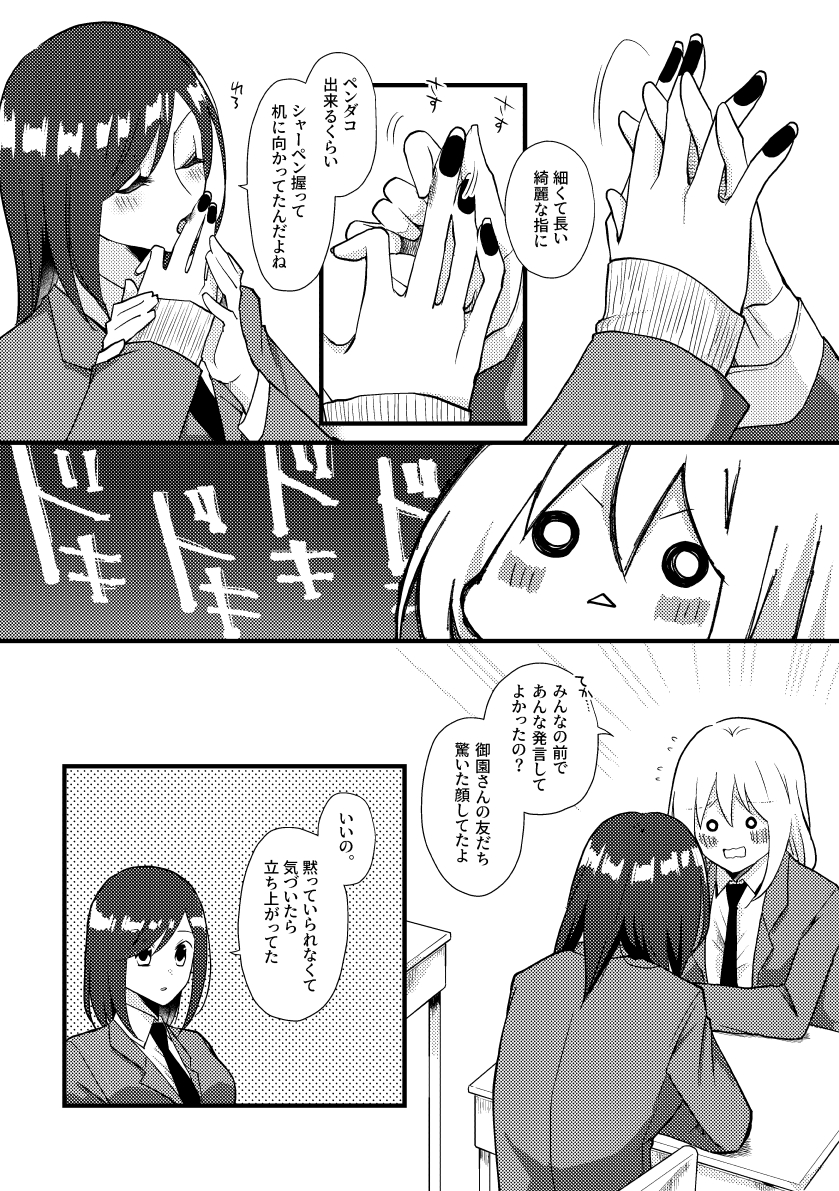 細くて長い
綺麗な指に
さす
さす
ペンダコ
出来るくらい
シャーペン握って
机に向かってたんだよね
ドキ
ドキ
ドキ
ドキ
て…
みんなの前で
あんな発言して
よかったの？
御園さんの友だち
驚いた顔してたよ
いいの。
黙っていられなくて
気づいたら
立ち上がってた